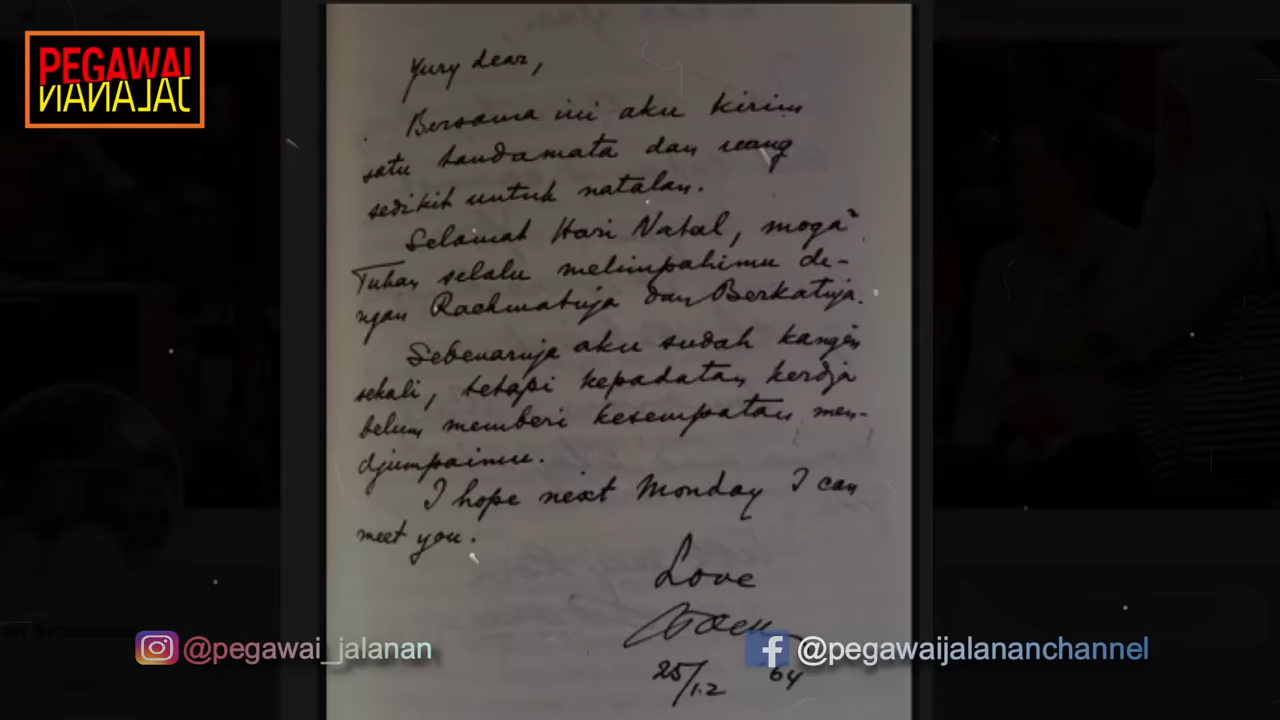 PEGAWAI
JALANAN
Yury dear,
Bersama ini aku kirim
satu tandamata dan uang
sedikit untuk natalan.
Selamat Hari Natal, moga²
Tuhan selalu melimpahimu de-
ngan Rachmatnja dan Berkatnja.
Sebenarnja aku sudah kangen
sekali, tetapi kepadatan kerdja
belum memberi kesempatan men-
djumpaimu.
I hope next Monday I can
meet you.
Love
25/12 '64
@pegawai_jalanan
@pegawaijalananchannel